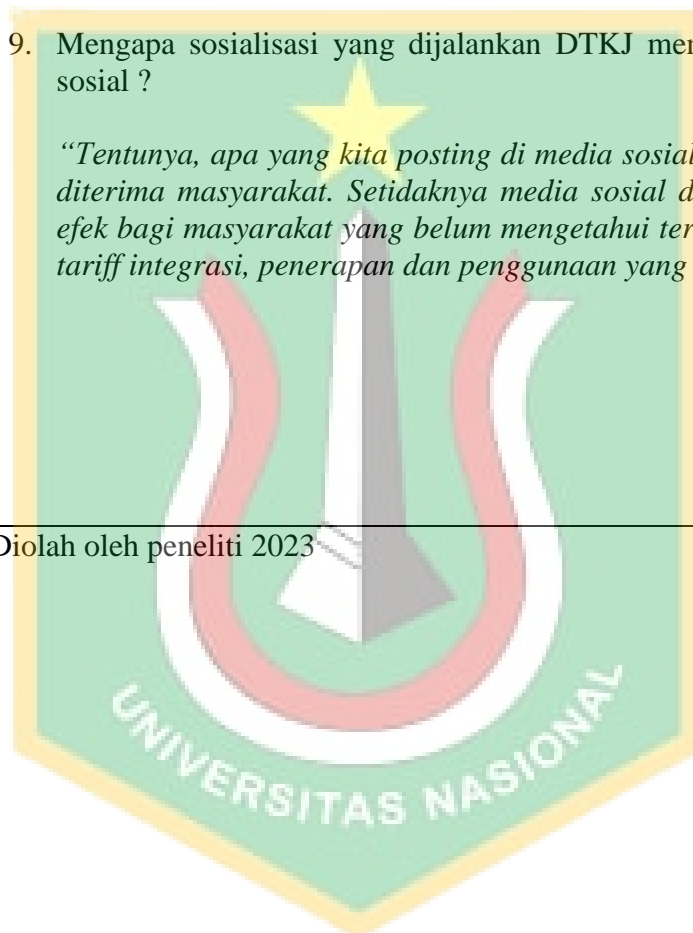 9. Mengapa sosialisasi yang dijalankan DTKJ
sosial ?
“Tentunya, apa yang kita posting di media sosial
diterima masyarakat. Setidaknya media sosial
efek bagi masyarakat yang belum mengetahui
tariff integrasi, penerapan dan penggunaan yang
Diolah oleh peneliti 2023
UNIVERSITAS NASIONAL